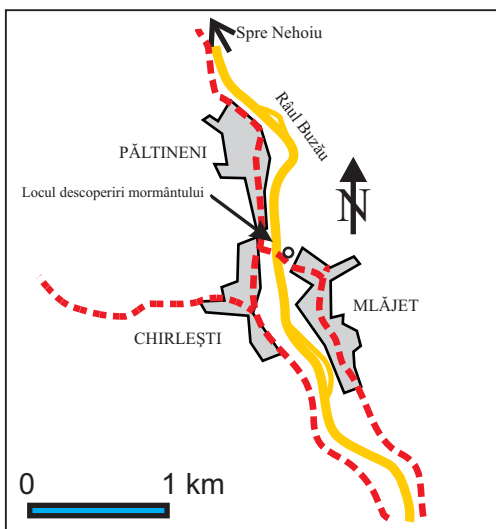 Spre Nehoiu
Râul Buzău
PĂLTINENI
Locul descoperiri mormântului
N
MLĂJET
CHIRLEŞTI
0 1 km